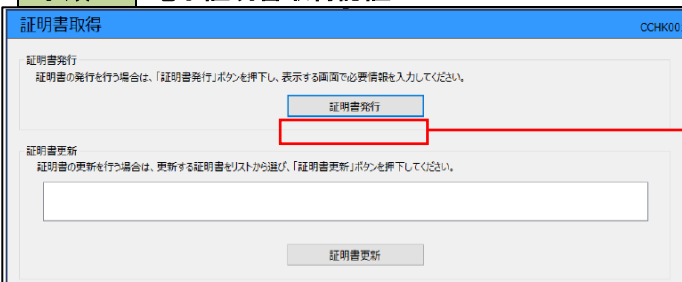 証明書取得
CCHK00
証明書発行
証明書の発行を行う場合は、「証明書発行」ボタンを押下し、表示する画面で必要情報を入力してください。
証明書発行
証明書更新
証明書の更新を行う場合は、更新する証明書をリストから選び、「証明書更新」ボタンを押下してください。
証明書更新